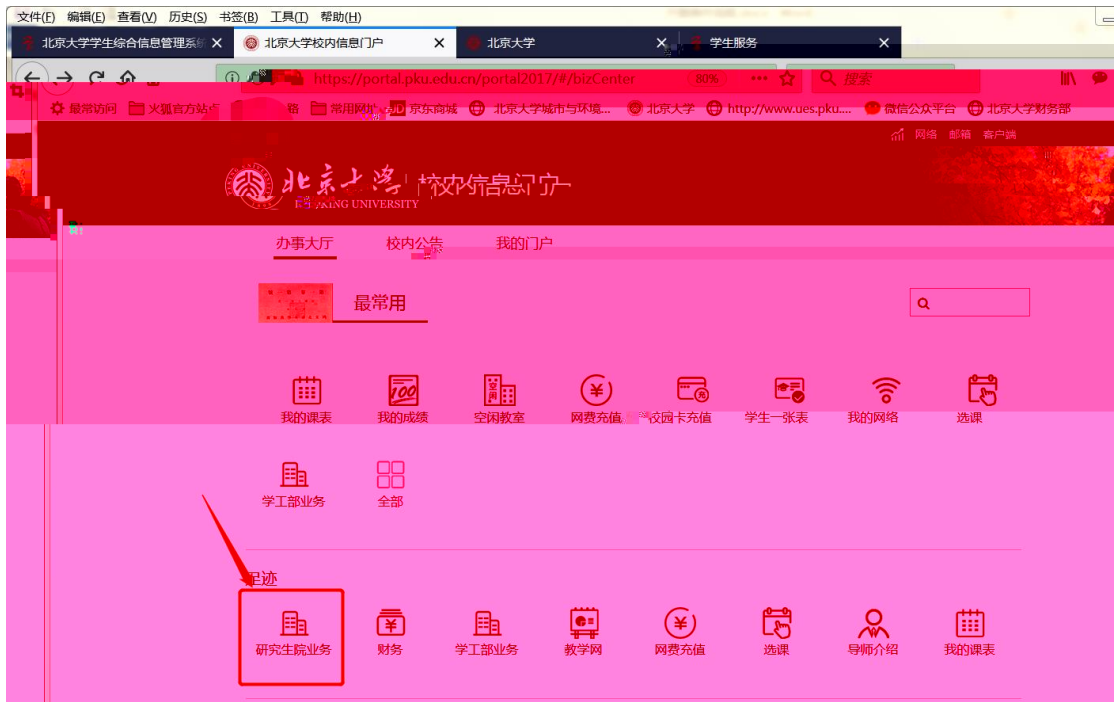 文件(F) 编辑(E) 查看(V) 历史(S) 书签(B) 工具(T) 帮助(H)
北京大学学生综合信息管理系统 北京大学校内信息门户 北京大学 学生服务
https://portal.pku.edu.cn/portal2017/#/bizCenter 80% 搜索
最常访问 火狐官方站点 常用网址 JD 京东商城 北京大学城市与环境... 北京大学 http://www.ues.pku.... 微信公众平台 北京大学财务部
网络 邮箱 客户端
北京大学 校内信息门户
PEKING UNIVERSITY
办事大厅 校内公告 我的门户
最常用
我的课表 我的成绩 空闲教室 网费充值 校园卡充值 学生一张表 我的网络 选课
学工部业务 全部
足迹
研究生院业务 财务 学工部业务 教学网 网费充值 选课 导师介绍 我的课表